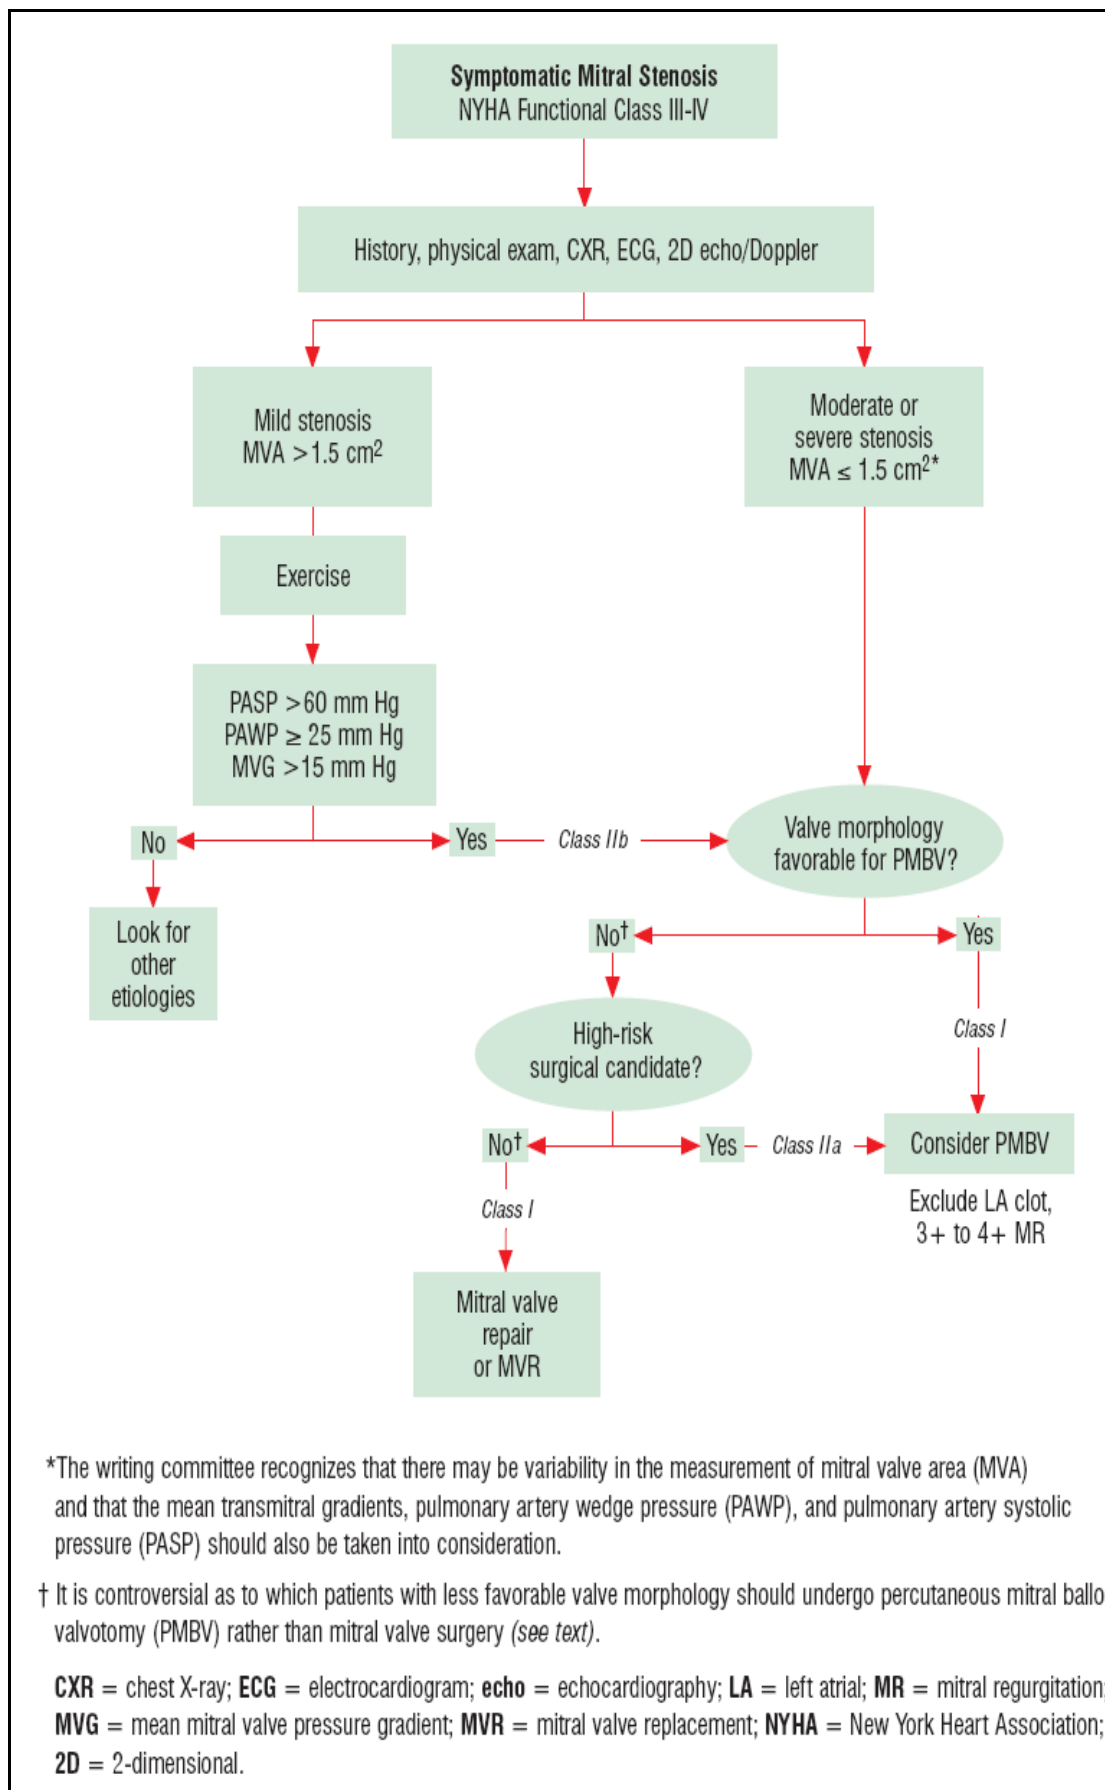 Symptomatic Mitral Stenosis
NYHA Functional Class III-IV
History, physical exam, CXR, ECG, 2D echo/Doppler
Mild stenosis
MVA >1.5 cm²
Moderate or
severe stenosis
MVA ≤ 1.5 cm²*
Exercise
PASP >60 mm Hg
PAWP ≥ 25 mm Hg
MVG >15 mm Hg
No
Yes
Class IIb
Valve morphology
favorable for PMBV?
Look for
other
etiologies
No†
Yes
Class I
High-risk
surgical candidate?
No†
Yes
Class IIa
Consider PMBV
Exclude LA clot,
3+ to 4+ MR
Class I
Mitral valve
repair
or MVR
*The writing committee recognizes that there may be variability in the measurement of mitral valve area (MVA)
and that the mean transmitral gradients, pulmonary artery wedge pressure (PAWP), and pulmonary artery systolic
pressure (PASP) should also be taken into consideration.
† It is controversial as to which patients with less favorable valve morphology should undergo percutaneous mitral ballo
valvotomy (PMBV) rather than mitral valve surgery (see text).
CXR = chest X-ray; ECG = electrocardiogram; echo = echocardiography; LA = left atrial; MR = mitral regurgitation;
MVG = mean mitral valve pressure gradient; MVR = mitral valve replacement; NYHA = New York Heart Association;
2D = 2-dimensional.